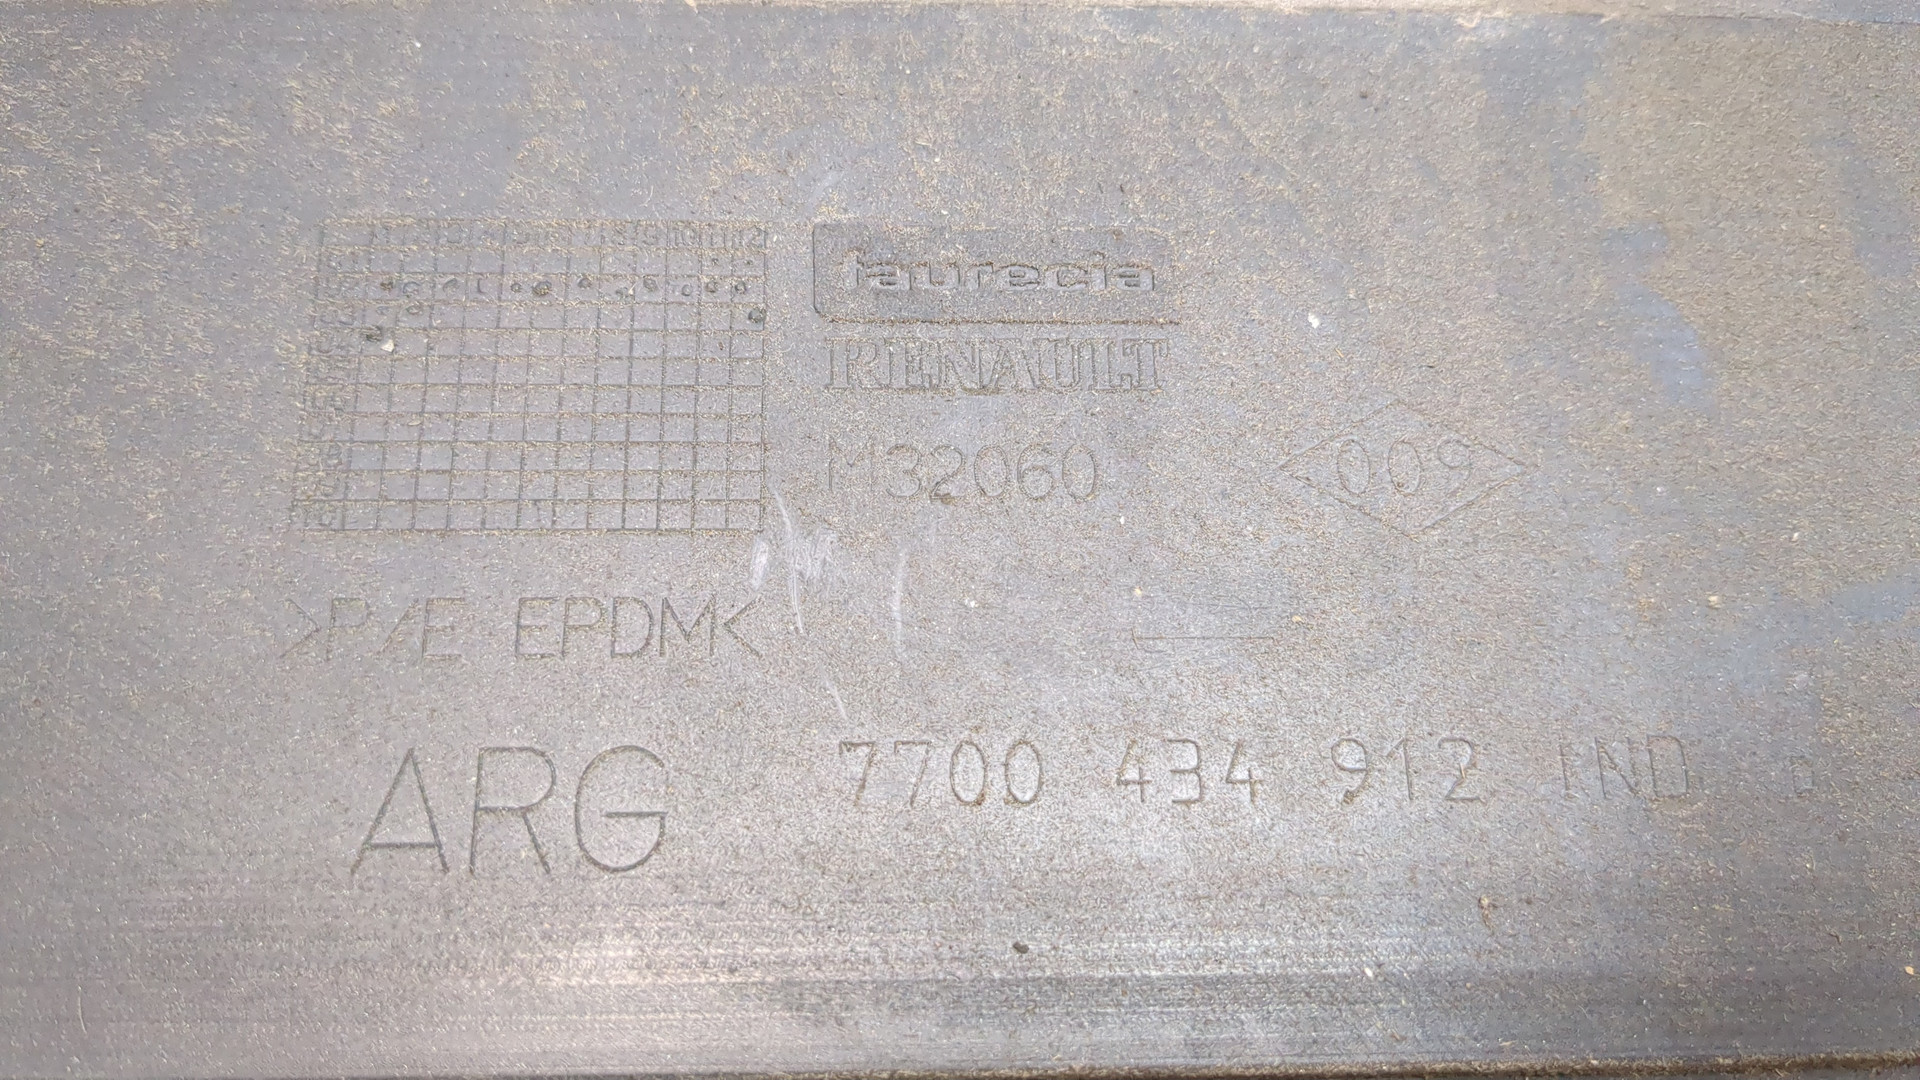 faurecia
RENAULT
M32060
009
>P/E EPDM<
ARG
7700 434 912 IND